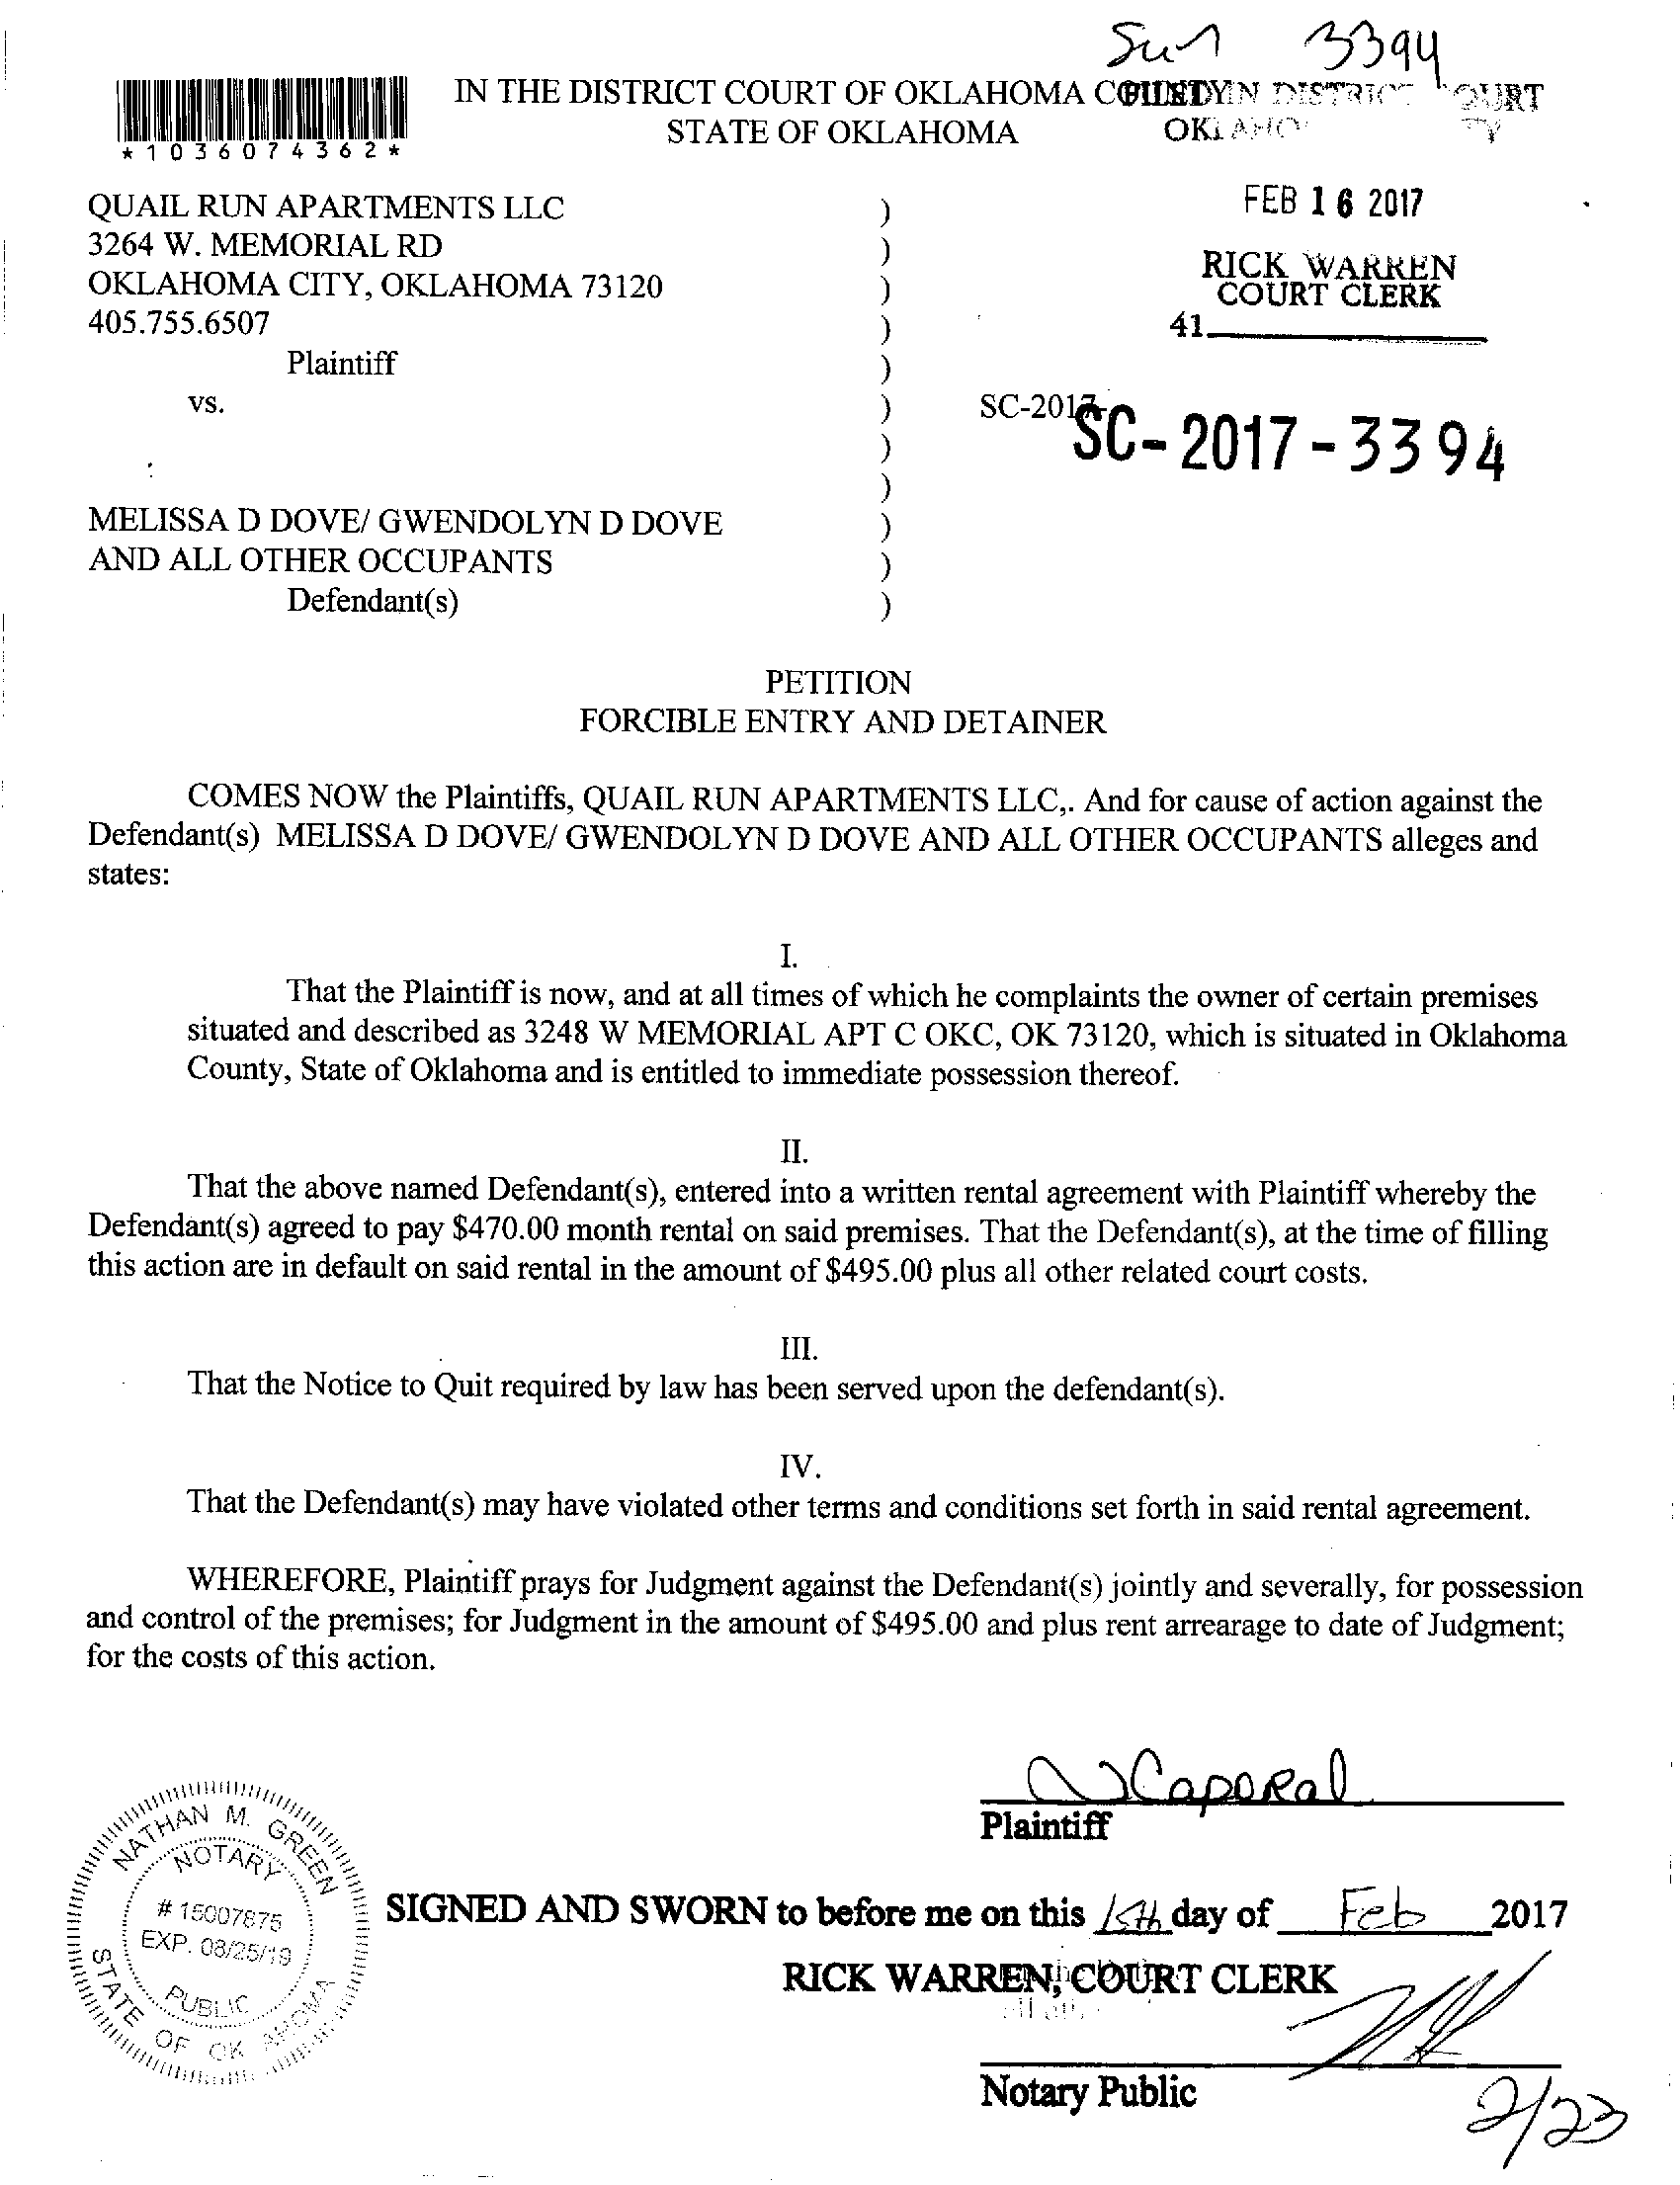 Sun 3394
IN THE DISTRICT COURT OF OKLAHOMA COUNTY
STATE OF OKLAHOMA
FILED IN DISTRICT COURT
*1036074362*
QUAIL RUN APARTMENTS LLC )
FEB 16 2017
3264 W. MEMORIAL RD )
RICK WARREN
OKLAHOMA CITY, OKLAHOMA 73120 )
COURT CLERK
405.755.6507 )
41
Plaintiff )
vs. ) SC-2017-
SC-2017-3394
)
)
MELISSA D DOVE/ GWENDOLYN D DOVE )
AND ALL OTHER OCCUPANTS )
Defendant(s) )
PETITION
FORCIBLE ENTRY AND DETAINER
COMES NOW the Plaintiffs, QUAIL RUN APARTMENTS LLC,. And for cause of action against the
Defendant(s) MELISSA D DOVE/ GWENDOLYN D DOVE AND ALL OTHER OCCUPANTS alleges and
states:
I.
That the Plaintiff is now, and at all times of which he complaints the owner of certain premises
situated and described as 3248 W MEMORIAL APT C OKC, OK 73120, which is situated in Oklahoma
County, State of Oklahoma and is entitled to immediate possession thereof.
II.
That the above named Defendant(s), entered into a written rental agreement with Plaintiff whereby the
Defendant(s) agreed to pay $470.00 month rental on said premises. That the Defendant(s), at the time of filling
this action are in default on said rental in the amount of $495.00 plus all other related court costs.
III.
That the Notice to Quit required by law has been served upon the defendant(s).
IV.
That the Defendant(s) may have violated other terms and conditions set forth in said rental agreement.
WHEREFORE, Plaintiff prays for Judgment against the Defendant(s) jointly and severally, for possession
and control of the premises; for Judgment in the amount of $495.00 and plus rent arrearage to date of Judgment;
for the costs of this action.
Caporal
Plaintiff
NATHAN M. GREEN
NOTARY
# 15007875
EXP. 08/25/19
PUBLIC
STATE OF OKLAHOMA
SIGNED AND SWORN to before me on this 15th day of Feb 2017
RICK WARREN, COURT CLERK
Notary Public
2/23